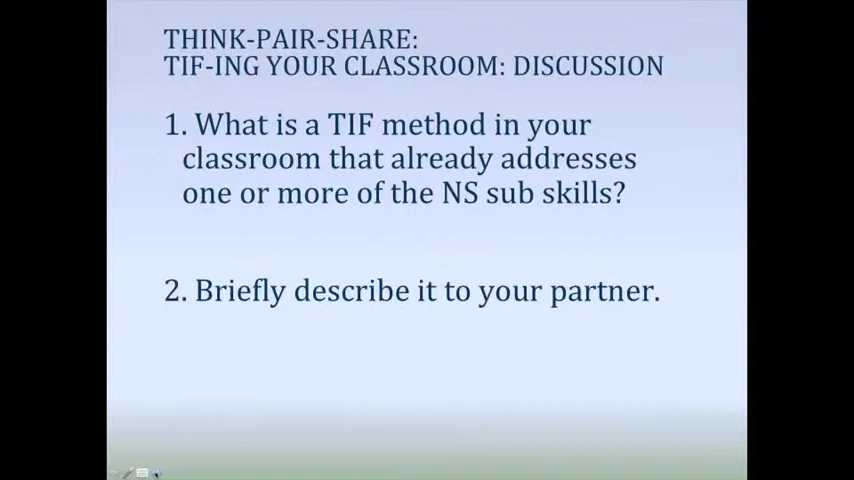 THINK-PAIR-SHARE:
TIF-ING YOUR CLASSROOM: DISCUSSION
1. What is a TIF method in your
classroom that already addresses
one or more of the NS sub skills?
2. Briefly describe it to your partner.